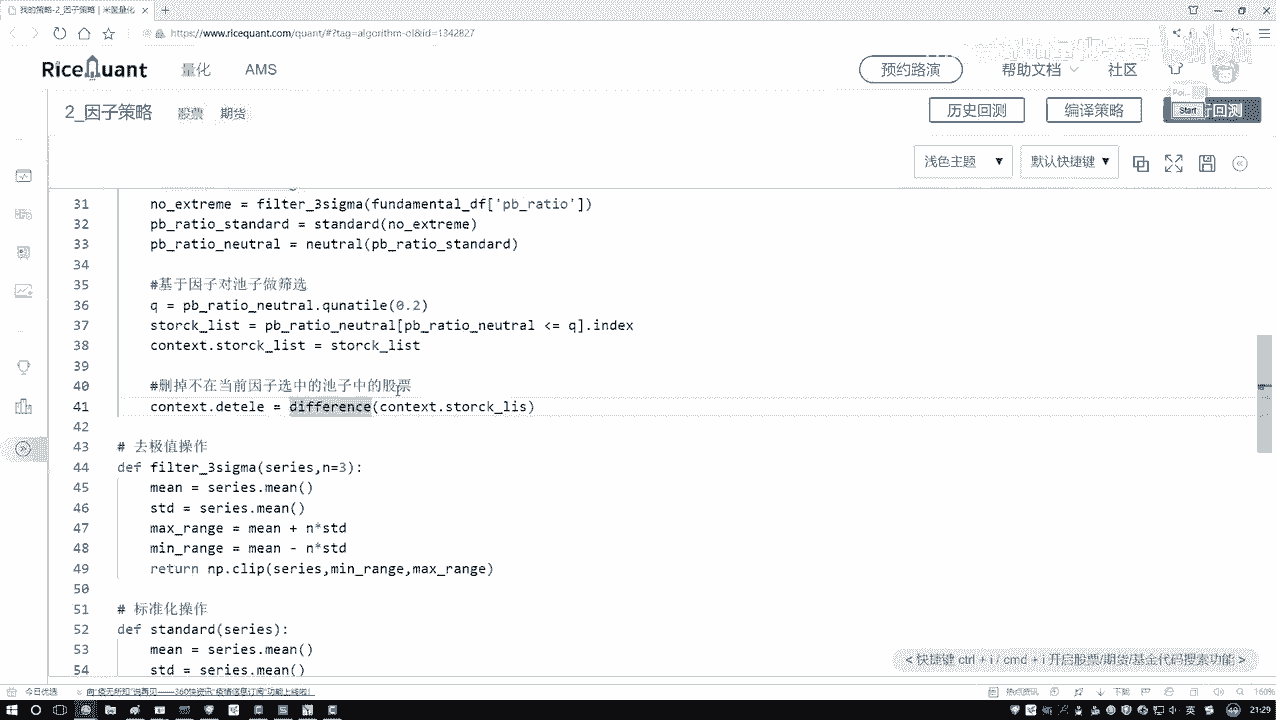 我的策略-2_因子策略 | 米筐量化
https://www.ricequant.com/quant/#?tag=algorithm-ol&id=1342827
RiceQuant 量化 AMS 预约路演 帮助文档 社区
2_因子策略 股票 期货 历史回测 编译策略 Start 回测
浅色主题 ▼ 默认快捷键 ▼
31 no_extreme = filter_3sigma(fundamental_df['pb_ratio'])
32 pb_ratio_standard = standard(no_extreme)
33 pb_ratio_neutral = neutral(pb_ratio_standard)
34
35 #基于因子对池子做筛选
36 q = pb_ratio_neutral.qunatile(0.2)
37 storck_list = pb_ratio_neutral[pb_ratio_neutral <= q].index
38 context.storck_list = storck_list
39
40 #删掉不在当前因子选中的池子中的股票
41 context.detele = difference(context.storck_lis)
42
43 # 去极值操作
44 def filter_3sigma(series,n=3):
45 mean = series.mean()
46 std = series.mean()
47 max_range = mean + n*std
48 min_range = mean - n*std
49 return np.clip(series,min_range,max_range)
50
51 # 标准化操作
52 def standard(series):
53 mean = series.mean()
54 std = series.mean()
<快捷键 ctrl + i / cmd + i 开启股票/期货/基金代码搜索功能 >
今日优选
热点资讯 下载 160%
英 21:29